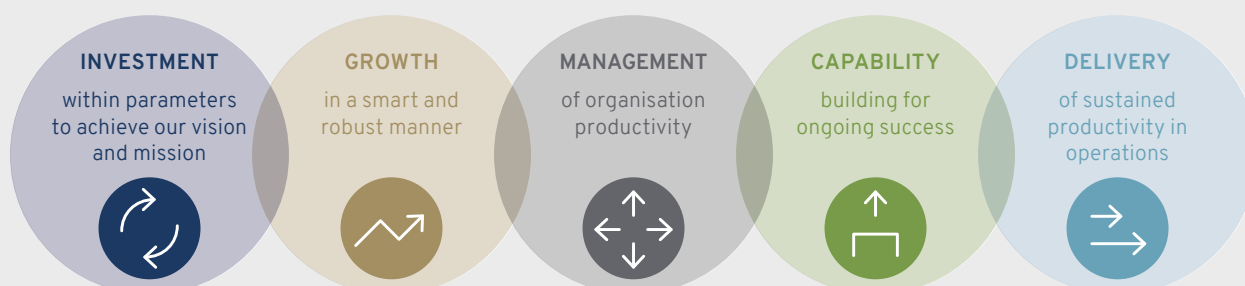 INVESTMENT
within parameters
to achieve our vision
and mission
GROWTH
in a smart and
robust manner
MANAGEMENT
of organisation
productivity
CAPABILITY
building for
ongoing success
DELIVERY
of sustained
productivity in
operations